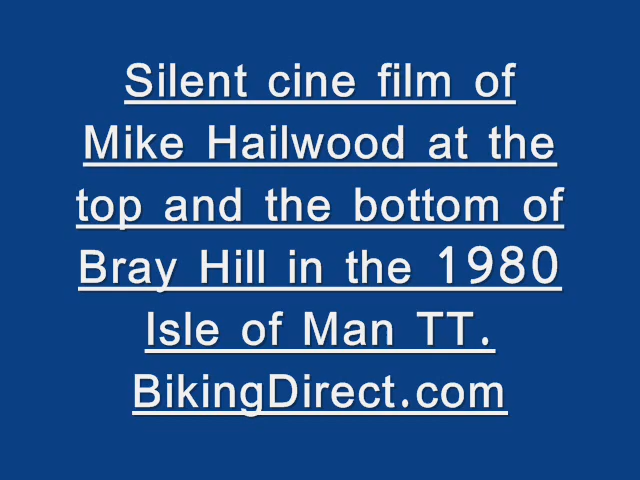 Silent cine film of
Mike Hailwood at the
top and the bottom of
Bray Hill in the 1980
Isle of Man TT.
BikingDirect.com